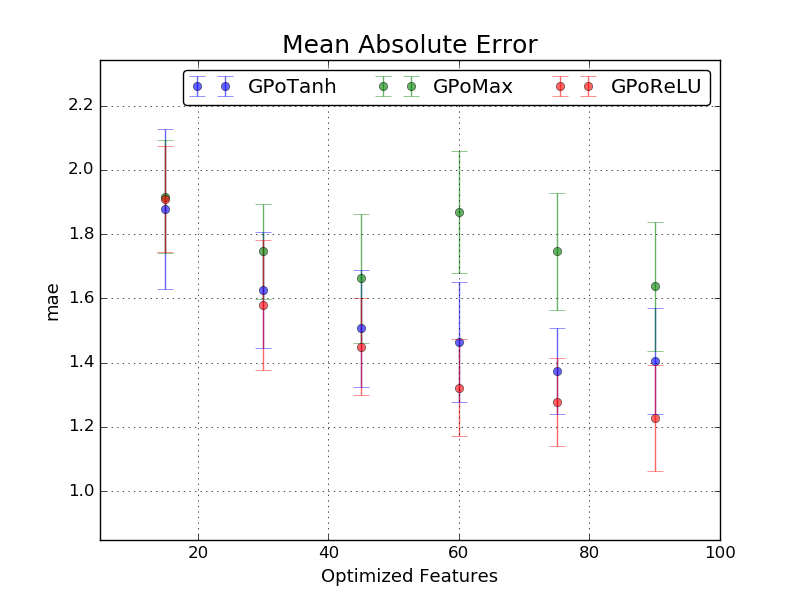 Mean Absolute Error
GPoTanh GPoMax GPoReLU
2.2
2.0
1.8
1.6
1.4
1.2
1.0
mae
20 40 60 80 100
Optimized Features